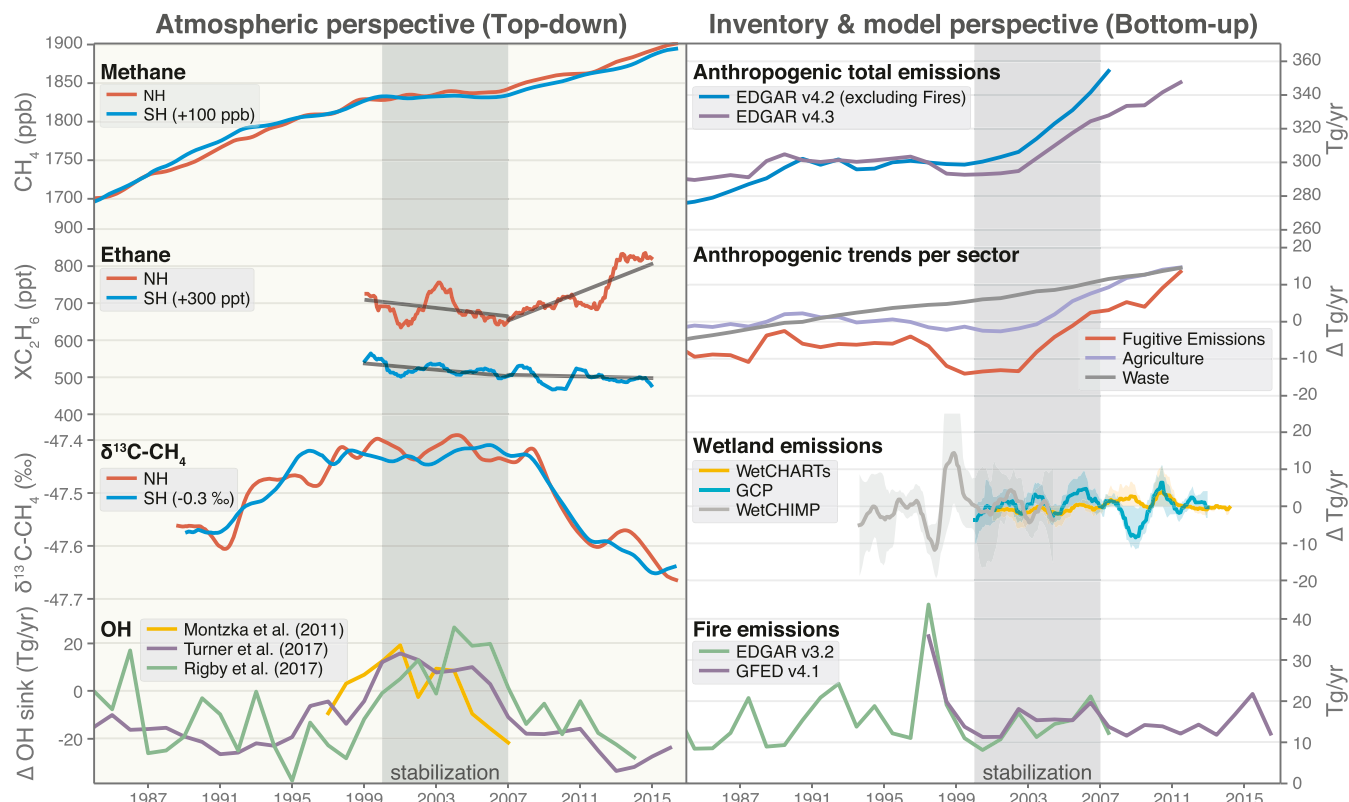 Atmospheric perspective (Top-down)
Inventory & model perspective (Bottom-up)
1900
1850
1800
1750
1700
CH4 (ppb)
Methane
NH
SH (+100 ppb)
900
800
700
600
500
400
XC2H6 (ppt)
Ethane
NH
SH (+300 ppt)
-47.4
-47.5
-47.6
-47.7
δ13C-CH4 (‰)
δ13C-CH4
NH
SH (-0.3 ‰)
20
0
-20
Δ OH sink (Tg/yr)
OH
Montzka et al. (2011)
Turner et al. (2017)
Rigby et al. (2017)
stabilization
1987 1991 1995 1999 2003 2007 2011 2015
Anthropogenic total emissions
EDGAR v4.2 (excluding Fires)
EDGAR v4.3
360
340
320
300
280
260
Tg/yr
Anthropogenic trends per sector
Fugitive Emissions
Agriculture
Waste
20
10
0
-10
-20
Δ Tg/yr
Wetland emissions
WetCHARTs
GCP
WetCHIMP
20
10
0
-10
-20
Δ Tg/yr
Fire emissions
EDGAR v3.2
GFED v4.1
40
30
20
10
0
Tg/yr
stabilization
1987 1991 1995 1999 2003 2007 2011 2015